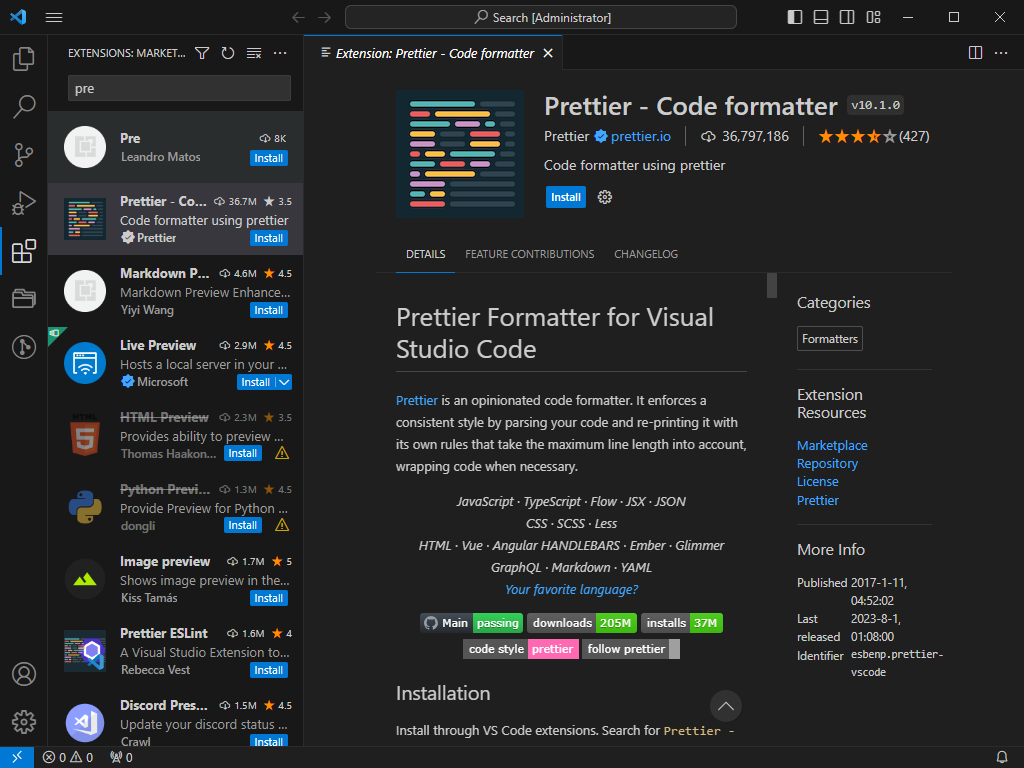 Search [Administrator]
EXTENSIONS: MARKET...
pre
Pre
8K
Leandro Matos
Install
Prettier - Co...
36.7M
3.5
Code formatter using prettier
Prettier
Install
Markdown P...
4.6M
4.5
Markdown Preview Enhance...
Yiyi Wang
Install
Live Preview
2.9M
4.5
Hosts a local server in your ...
Microsoft
Install
HTML Preview
2.3M
3.5
Provides ability to preview ...
Thomas Haakon...
Install
HTML
5
Python Previ...
1.3M
4.5
Provide Preview for Python ...
dongli
Install
Image preview
1.7M
5
Shows image preview in the...
Kiss Tamás
Install
Prettier ESLint
1.6M
4
A Visual Studio Extension to...
Rebecca Vest
Install
Discord Pres...
1.5M
4.5
Update your discord status ...
Crawl
Install
Extension: Prettier - Code formatter
Prettier - Code formatter
v10.1.0
Prettier
prettier.io
36,797,186
(427)
Code formatter using prettier
Install
DETAILS
FEATURE CONTRIBUTIONS
CHANGELOG
Prettier Formatter for Visual
Studio Code
Prettier is an opinionated code formatter. It enforces a
consistent style by parsing your code and re-printing it with
its own rules that take the maximum line length into account,
wrapping code when necessary.
JavaScript · TypeScript · Flow · JSX · JSON
CSS · SCSS · Less
HTML · Vue · Angular HANDLEBARS · Ember · Glimmer
GraphQL · Markdown · YAML
Your favorite language?
Main passing
downloads 205M
installs 37M
code style prettier
follow prettier
Installation
Install through VS Code extensions. Search for Prettier -
Categories
Formatters
Extension
Resources
Marketplace
Repository
License
Prettier
More Info
Published 2017-1-11,
04:52:02
Last 2023-8-1,
released 01:08:00
Identifier esbenp.prettier-
vscode
0
0
0